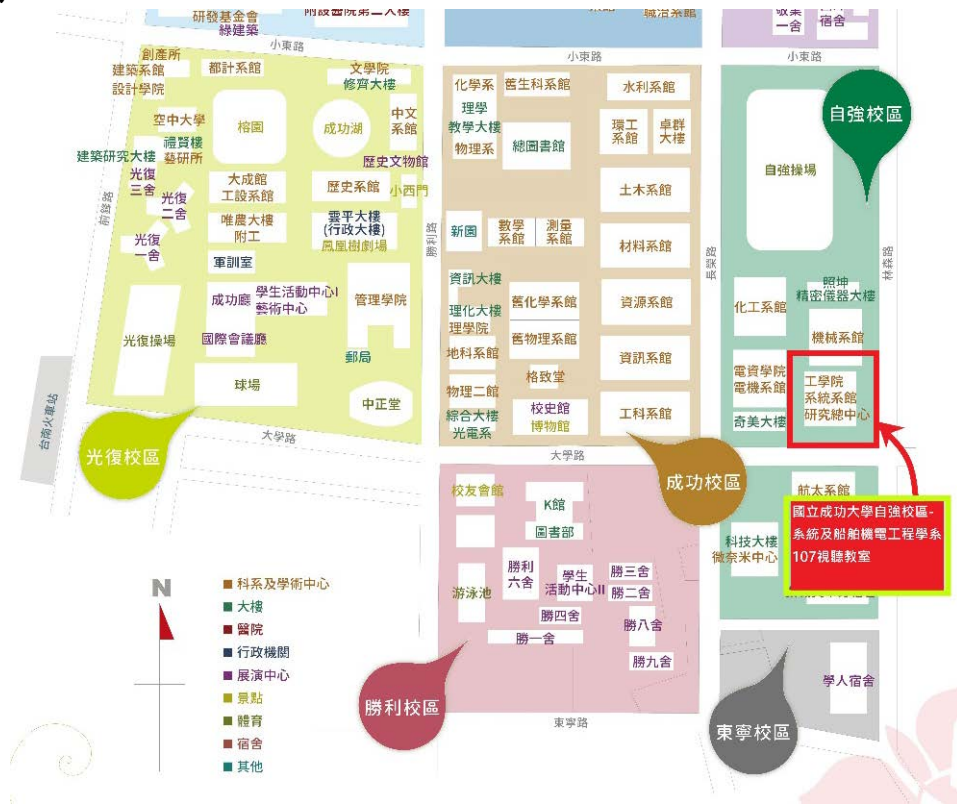 研發基金會
綠建築
附設醫院第二大樓
職治系館
敬業
一舍
宿舍
小東路
小東路
小東路
創產所
建築系館
設計學院
都計系館
文學院
修齊大樓
空中大學
榕園
成功湖
中文
系館
禮賢樓
建築研究大樓
藝研所
歷史文物館
光復
三舍
光復
二舍
大成館
工設系館
歷史系館
小西門
唯農大樓
附工
雲平大樓
(行政大樓)
鳳凰樹劇場
光復
一舍
軍訓室
前鋒路
勝利路
成功廳
學生活動中心I
藝術中心
管理學院
光復操場
國際會議廳
郵局
球場
中正堂
台南火車站
大學路
光復校區
化學系
舊生科系館
水利系館
理學
教學大樓
物理系
總圖書館
環工
系館
卓群
大樓
土木系館
新園
數學
系館
測量
系館
材料系館
資訊大樓
舊化學系館
資源系館
理化大樓
理學院
地科系館
舊物理系館
資訊系館
物理二館
格致堂
綜合大樓
光電系
校史館
博物館
工科系館
大學路
成功校區
長榮路
林森路
自強校區
自強操場
照坤
精密儀器大樓
化工系館
機械系館
電資學院
電機系館
工學院
系統系館
研究總中心
奇美大樓
航太系館
國立成功大學自強校區-
系統及船舶機電工程學系
107視聽教室
科技大樓
微奈米中心
校友會館
K館
圖書部
游泳池
勝利
六舍
學生
活動中心II
勝三舍
勝二舍
勝四舍
勝八舍
勝一舍
勝九舍
勝利校區
東寧路
東寧校區
學人宿舍
N
科系及學術中心
大樓
醫院
行政機關
展演中心
景點
體育
宿舍
其他